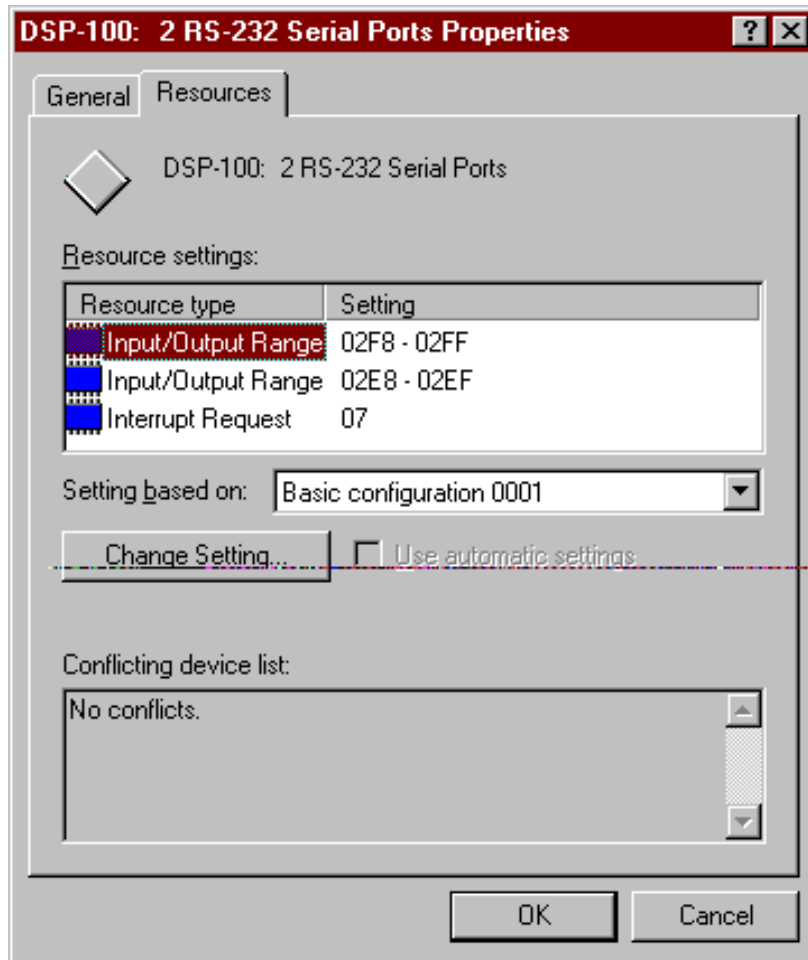 DSP-100:  2 RS-232 Serial Ports Properties
General Resources
DSP-100:  2 RS-232 Serial Ports
Resource settings:
Resource type Setting
Input/Output Range 02F8 - 02FF
Input/Output Range 02E8 - 02EF
Interrupt Request 07
Setting based on: Basic configuration 0001
Change Setting... Use automatic settings
Conflicting device list:
No conflicts.
OK Cancel